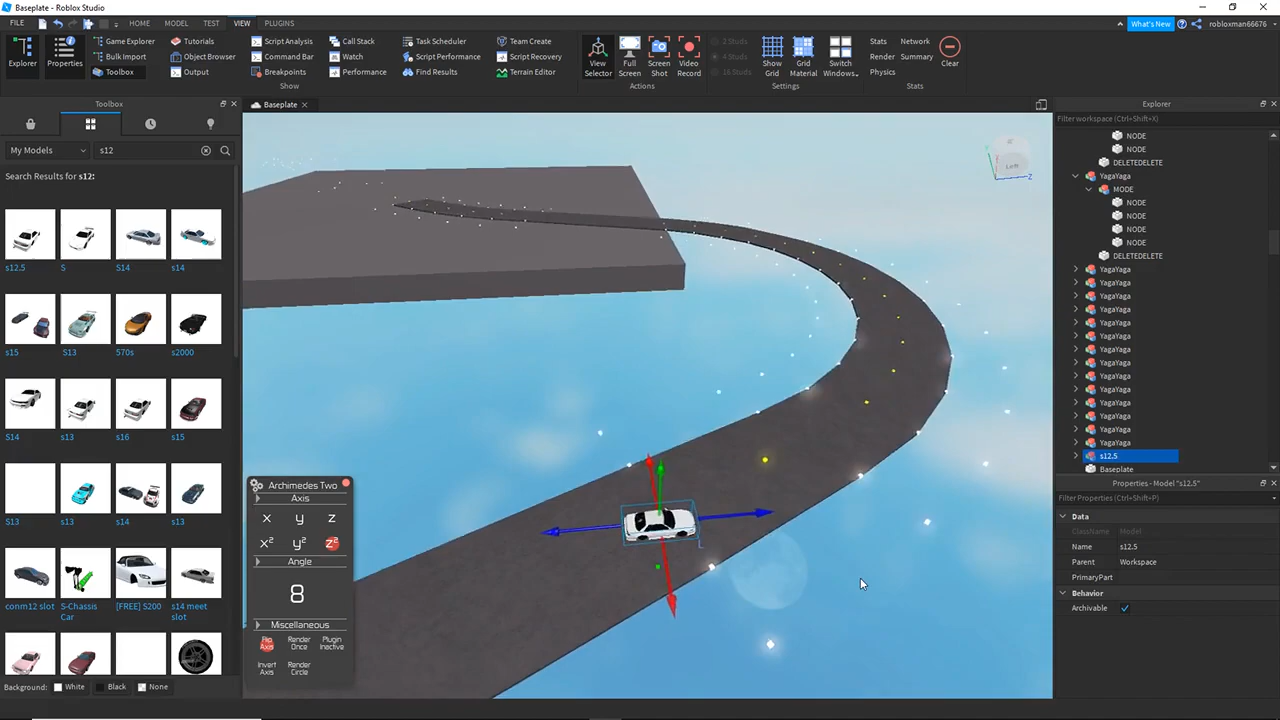 Baseplate - Roblox Studio
FILE HOME MODEL TEST VIEW PLUGINS What's New robloxman66676
Explorer Properties
Game Explorer Tutorials Script Analysis Call Stack Task Scheduler Team Create
Bulk Import Object Browser Command Bar Watch Script Performance Script Recovery
Toolbox Output Breakpoints Performance Find Results Terrain Editor
Show
View Selector Full Screen Screen Shot Video Record
Actions
2 Studs
4 Studs
16 Studs
Show Grid Grid Material Switch Windows
Settings
Stats Network
Render Summary
Physics
Clear
Stats
Toolbox
My Models s12
Search Results for s12:
s12.5 S S14 s14
s15 S13 570s s2000
S14 s13 s16 s15
S13 s13 s14 s13
conm12 slot S-Chassis Car [FREE] S200 s14 meet slot
Background: White Black None
Baseplate
Left
Z
Archimedes Two
Axis
x y z
x² y² z²
Angle
8
Miscellaneous
Flip Axis Render Once Plugin Inactive
Invert Axis Render Circle
Explorer
Filter workspace (Ctrl+Shift+X)
NODE
NODE
DELETEDELETE
YagaYaga
MODE
NODE
NODE
NODE
NODE
DELETEDELETE
YagaYaga
YagaYaga
YagaYaga
YagaYaga
YagaYaga
YagaYaga
YagaYaga
YagaYaga
YagaYaga
YagaYaga
YagaYaga
YagaYaga
YagaYaga
YagaYaga
s12.5
Baseplate
Properties - Model "s12.5"
Filter Properties (Ctrl+Shift+P)
Data
ClassName Model
Name s12.5
Parent Workspace
PrimaryPart
Behavior
Archivable